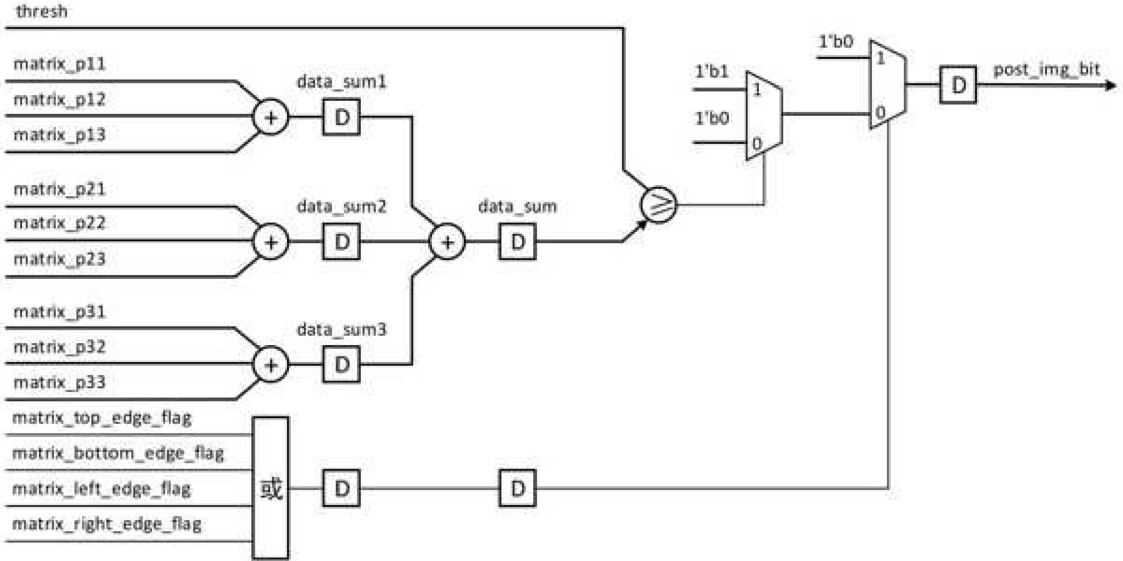 thresh
matrix_p11
matrix_p12
matrix_p13
+
data_sum1
D
matrix_p21
matrix_p22
matrix_p23
+
data_sum2
D
+
data_sum
D
≥
matrix_p31
matrix_p32
matrix_p33
+
data_sum3
D
1'b1
1
1'b0
0
1'b0
1
0
D
post_img_bit
matrix_top_edge_flag
matrix_bottom_edge_flag
matrix_left_edge_flag
matrix_right_edge_flag
或
D
D